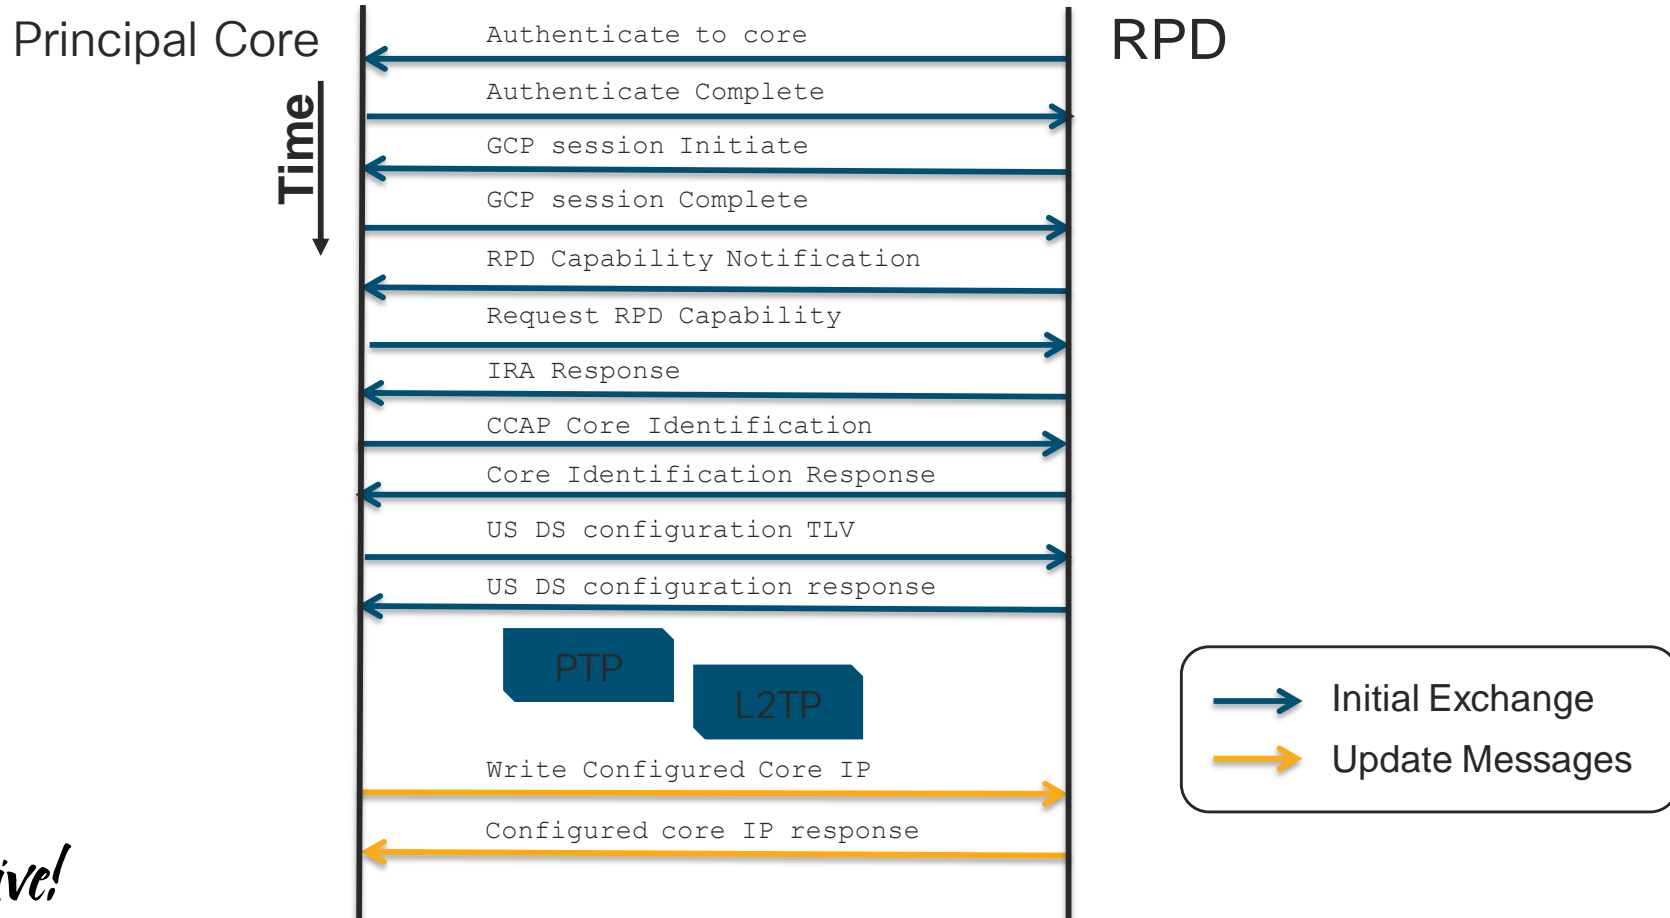 Principal Core
RPD
Time
Authenticate to core
Authenticate Complete
GCP session Initiate
GCP session Complete
RPD Capability Notification
Request RPD Capability
IRA Response
CCAP Core Identification
Core Identification Response
US DS configuration TLV
US DS configuration response
PTP
L2TP
Write Configured Core IP
Configured core IP response
Initial Exchange
Update Messages